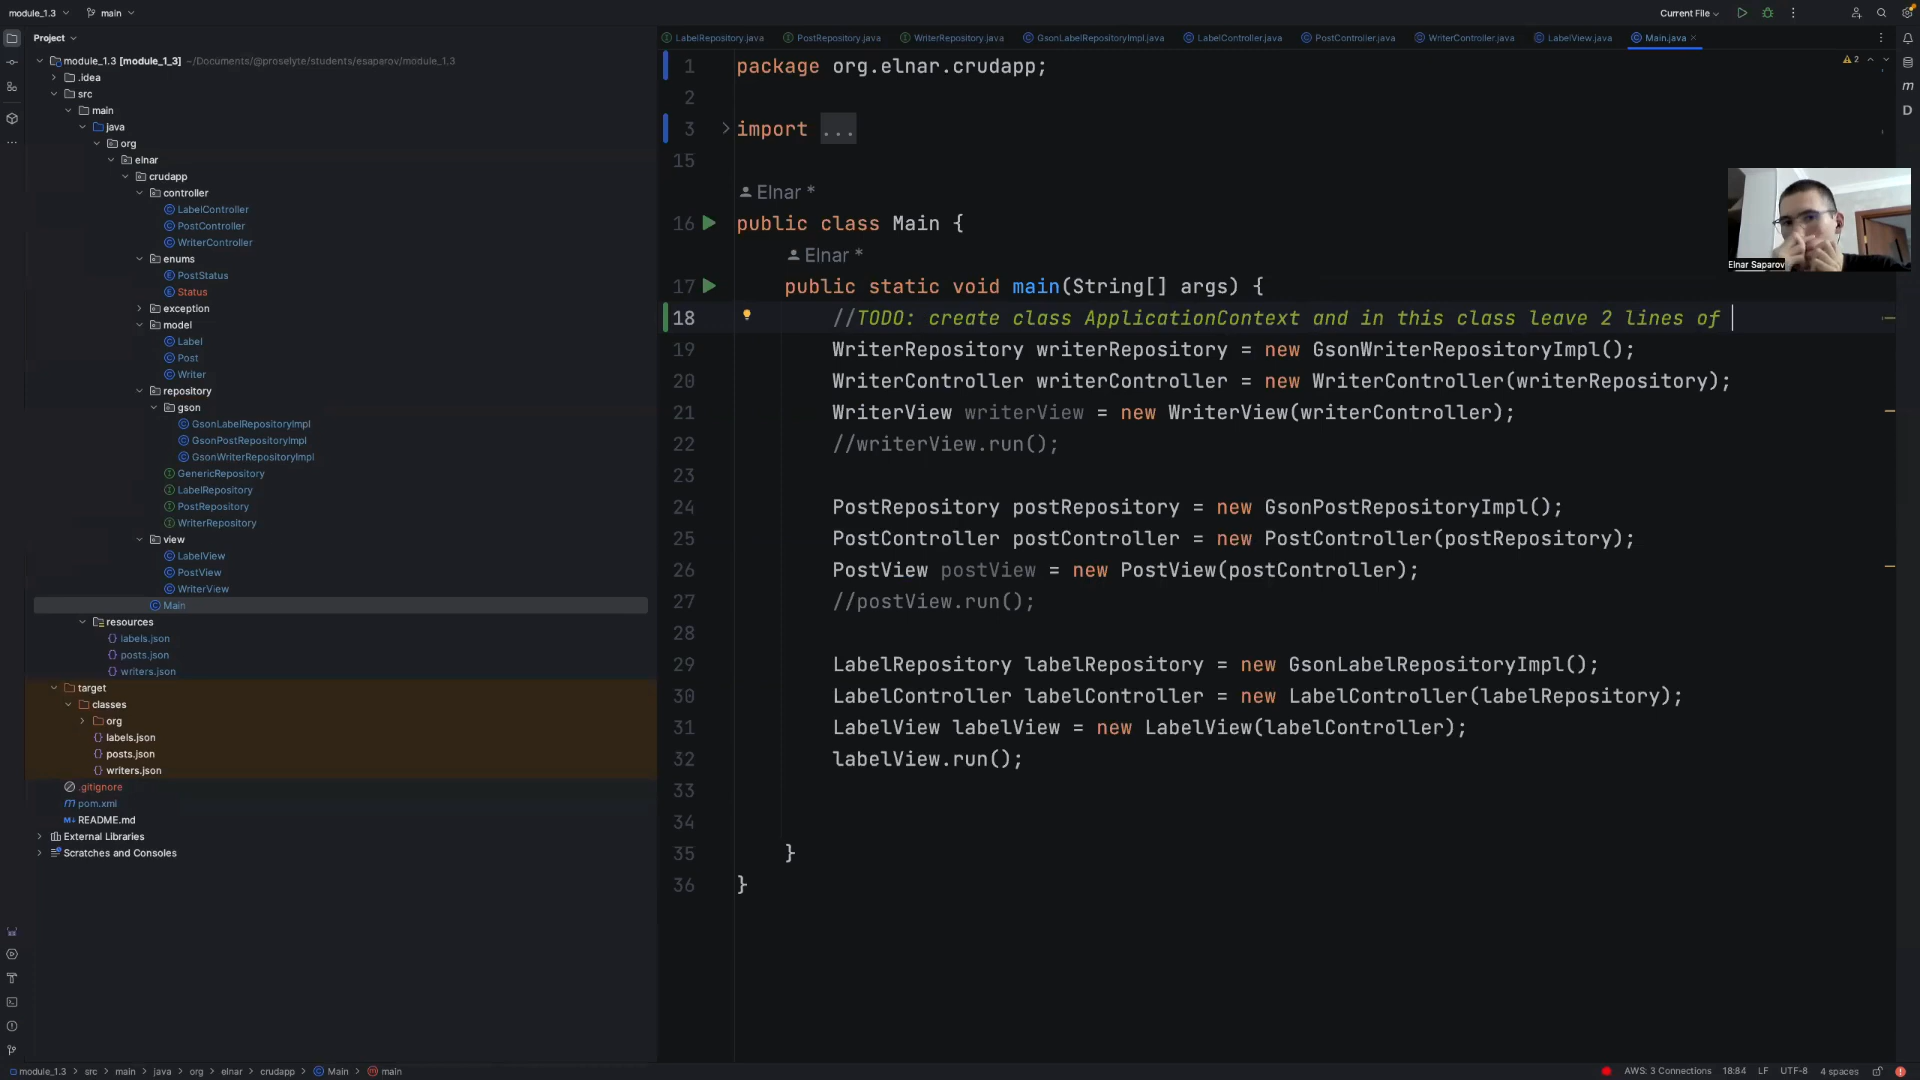 module_1.3
main
Current File
Project
LabelRepository.java
PostRepository.java
WriterRepository.java
GsonLabelRepositoryImpl.java
LabelController.java
PostController.java
WriterController.java
LabelView.java
Main.java
module_1.3 [module_1_3] ~/Documents/@proselyte/students/esaparov/module_1.3
.idea
src
main
java
org
elnar
crudapp
controller
LabelController
PostController
WriterController
enums
PostStatus
Status
exception
model
Label
Post
Writer
repository
gson
GsonLabelRepositoryImpl
GsonPostRepositoryImpl
GsonWriterRepositoryImpl
GenericRepository
LabelRepository
PostRepository
WriterRepository
view
LabelView
PostView
WriterView
Main
resources
labels.json
posts.json
writers.json
target
classes
org
labels.json
posts.json
writers.json
.gitignore
pom.xml
README.md
External Libraries
Scratches and Consoles
1 package org.elnar.crudapp;
2
3 import ...
15
Elnar *
16 public class Main {
Elnar *
17 public static void main(String[] args) {
18 //TODO: create class ApplicationContext and in this class leave 2 lines of
19 WriterRepository writerRepository = new GsonWriterRepositoryImpl();
20 WriterController writerController = new WriterController(writerRepository);
21 WriterView writerView = new WriterView(writerController);
22 //writerView.run();
23
24 PostRepository postRepository = new GsonPostRepositoryImpl();
25 PostController postController = new PostController(postRepository);
26 PostView postView = new PostView(postController);
27 //postView.run();
28
29 LabelRepository labelRepository = new GsonLabelRepositoryImpl();
30 LabelController labelController = new LabelController(labelRepository);
31 LabelView labelView = new LabelView(labelController);
32 labelView.run();
33
34
35 }
36 }
2
Elnar Saparov
module_1.3 > src > main > java > org > elnar > crudapp > Main > main
AWS: 3 Connections 18:84 LF UTF-8 4 spaces